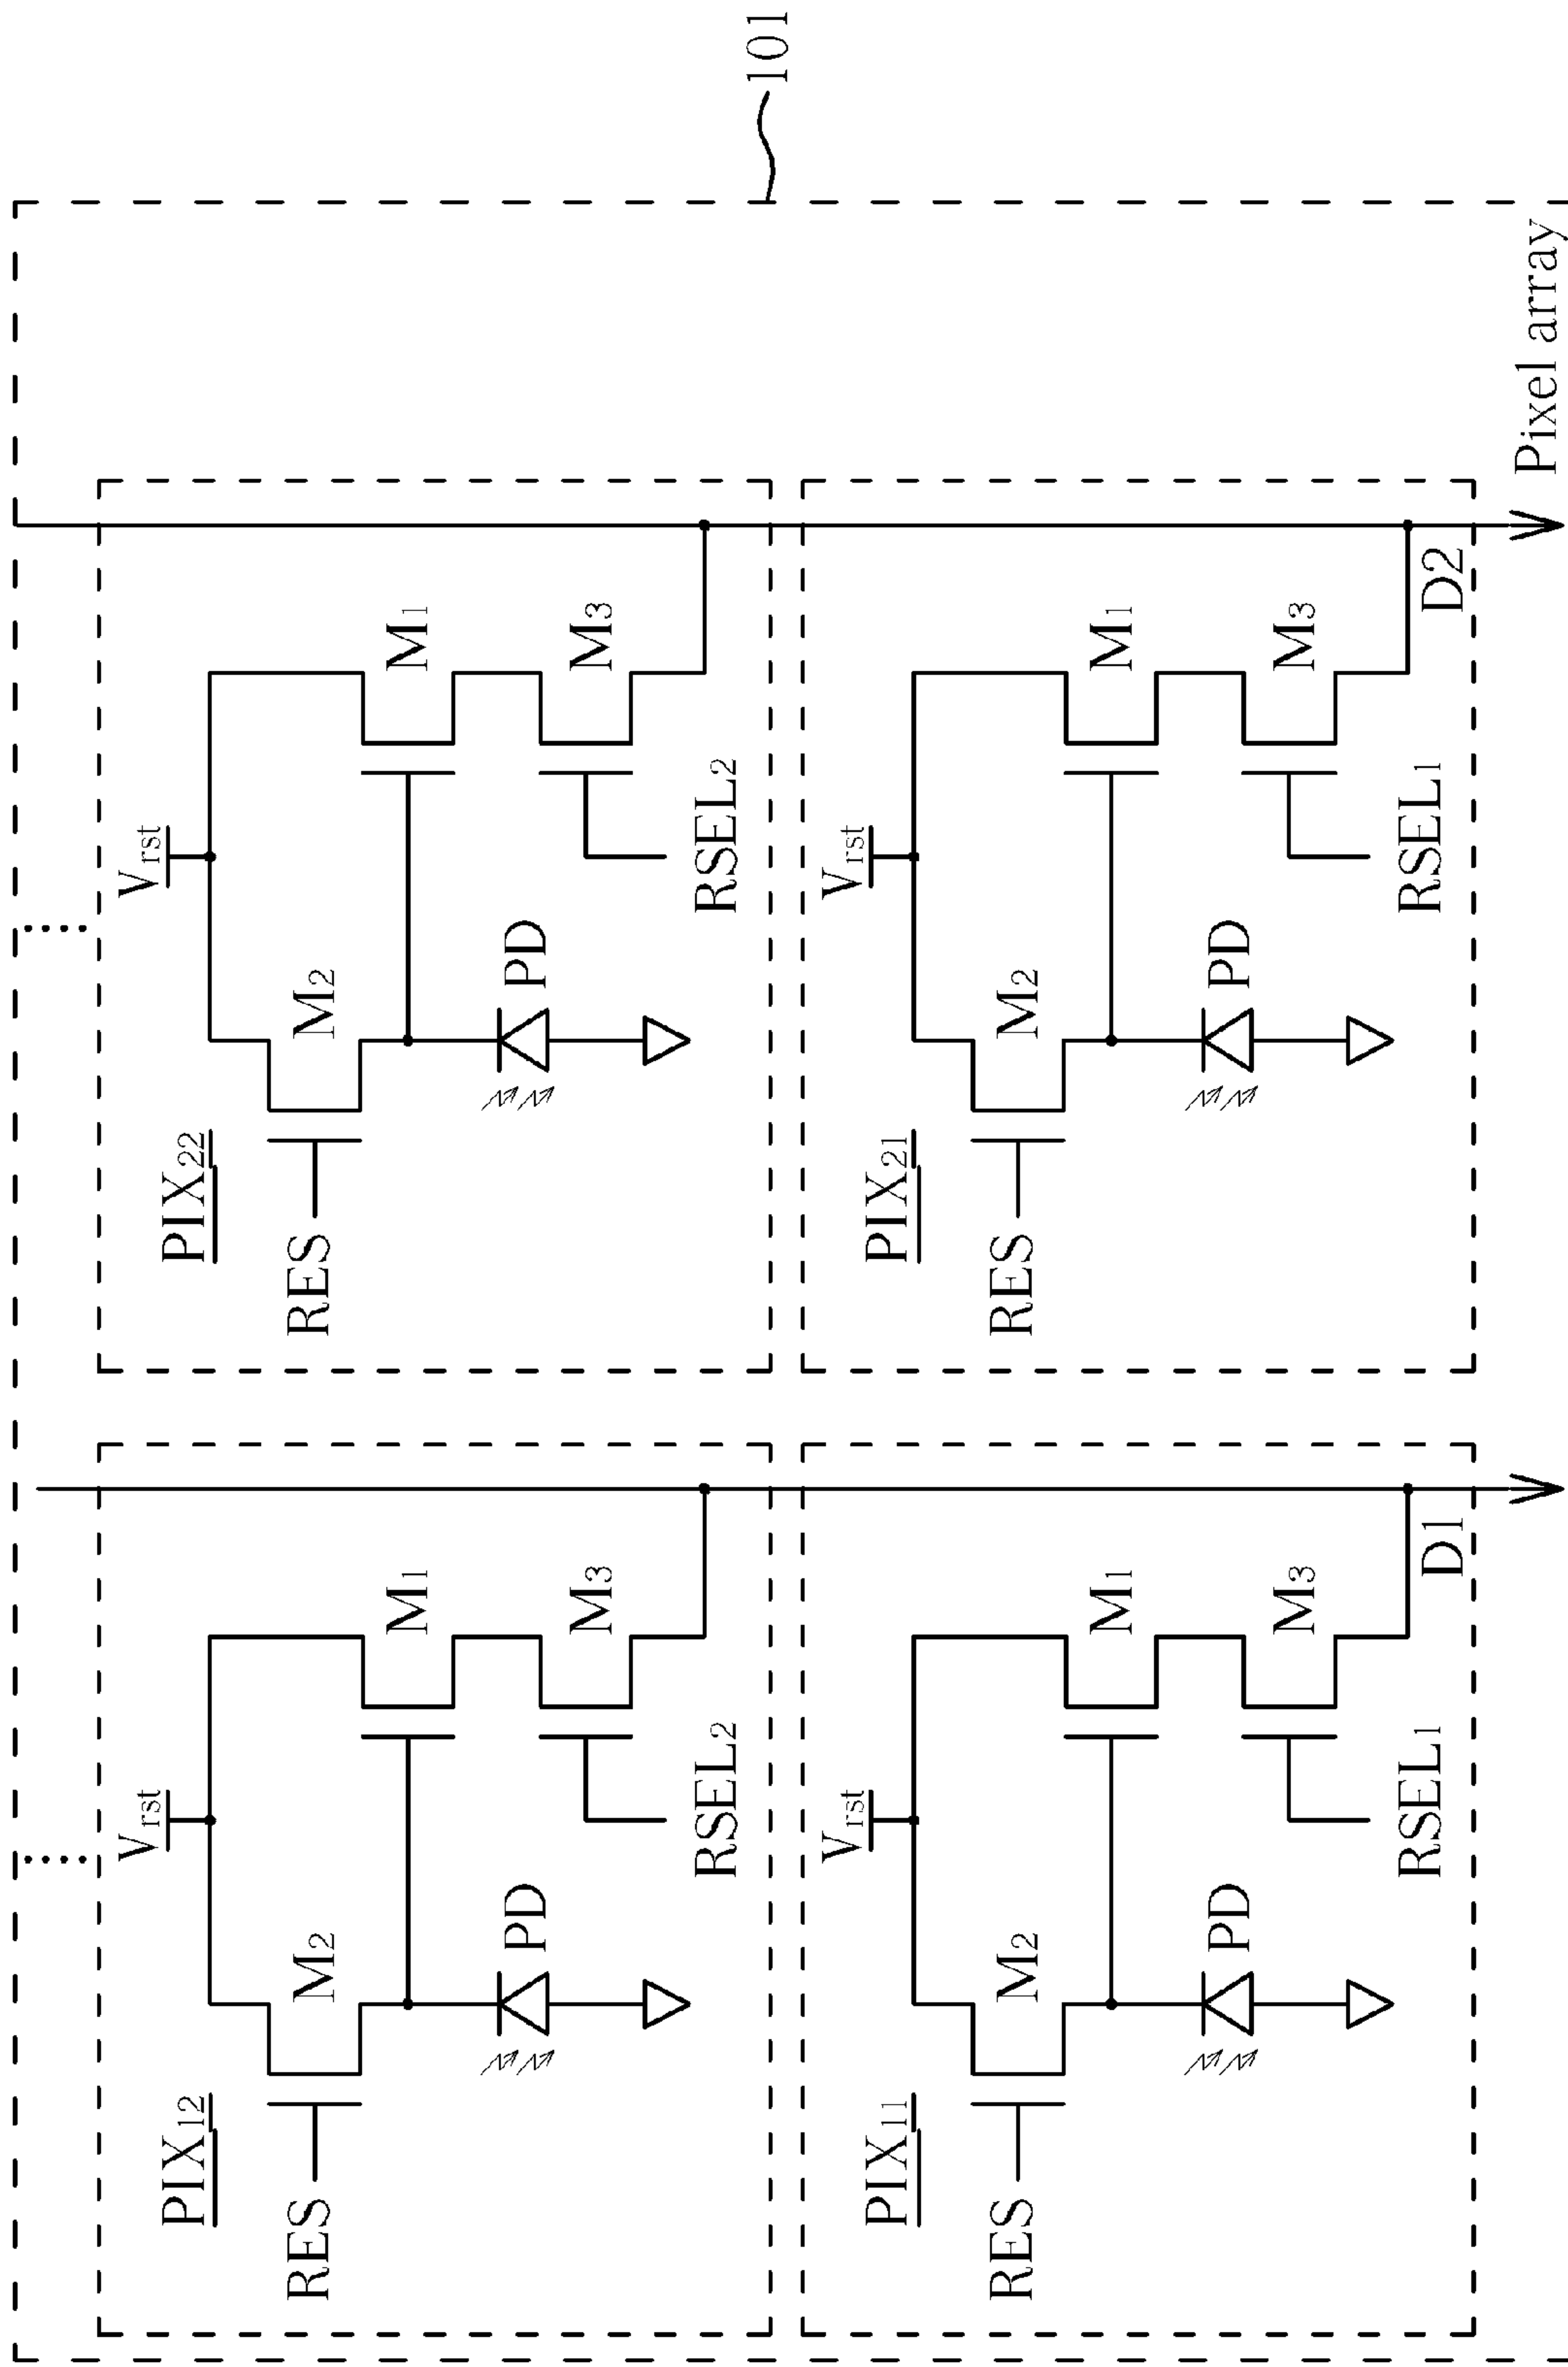 101
PIX12
Vrst
RES
M2
M1
PD
M3
RSEL2
PIX22
Vrst
RES
M2
M1
PD
M3
RSEL2
PIX11
Vrst
RES
M2
M1
PD
M3
RSEL1
D1
PIX21
Vrst
RES
M2
M1
PD
M3
RSEL1
D2
Pixel array